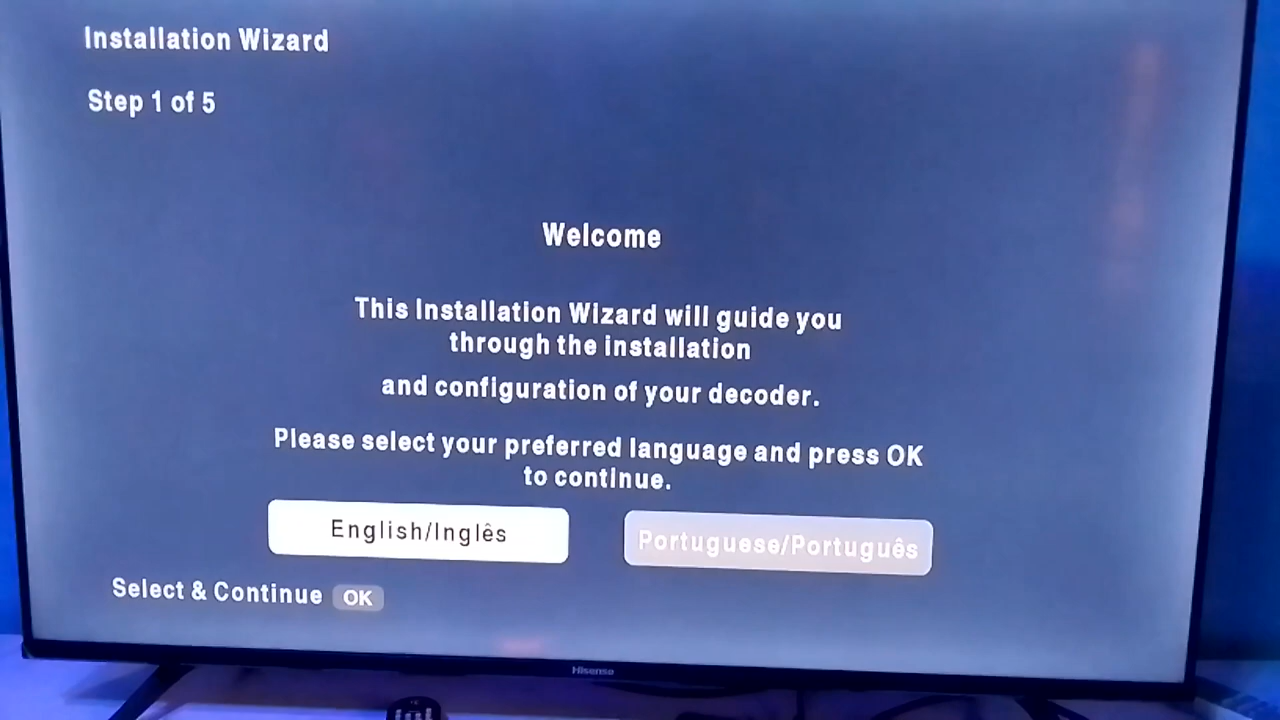 Installation Wizard
Step 1 of 5
Welcome
This Installation Wizard will guide you
through the installation
and configuration of your decoder.
Please select your preferred language and press OK
to continue.
English/Inglês
Portuguese/Português
Select & Continue OK
Hisense